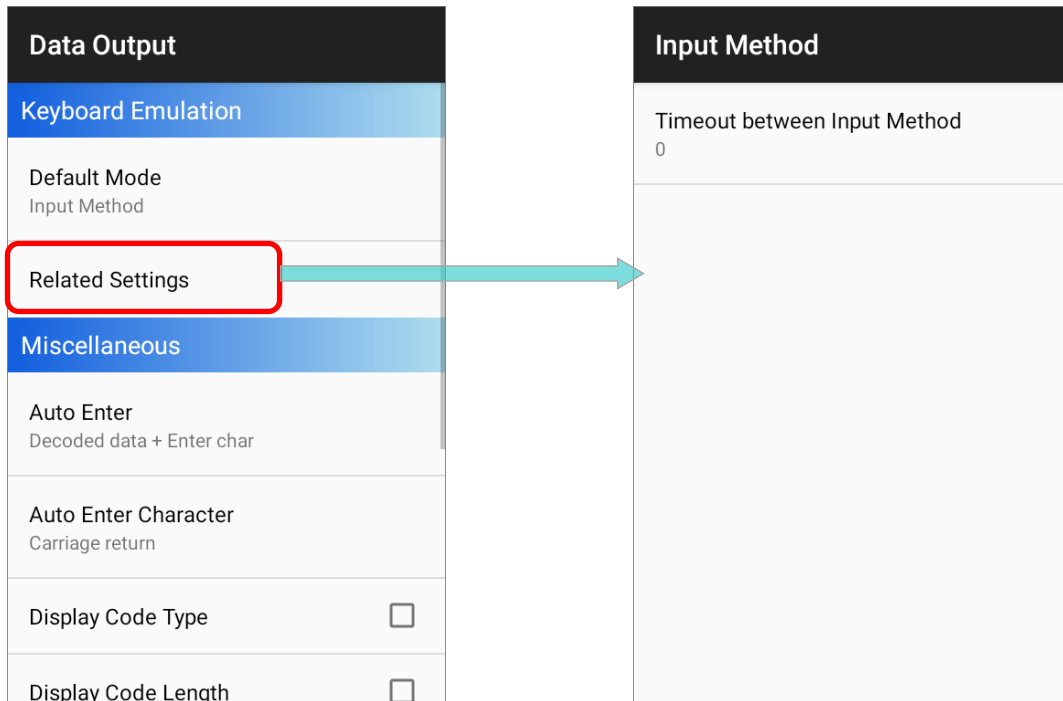 Data Output
Keyboard Emulation
Default Mode
Input Method
Related Settings
Miscellaneous
Auto Enter
Decoded data + Enter char
Auto Enter Character
Carriage return
Display Code Type
Display Code Length
Input Method
Timeout between Input Method
0